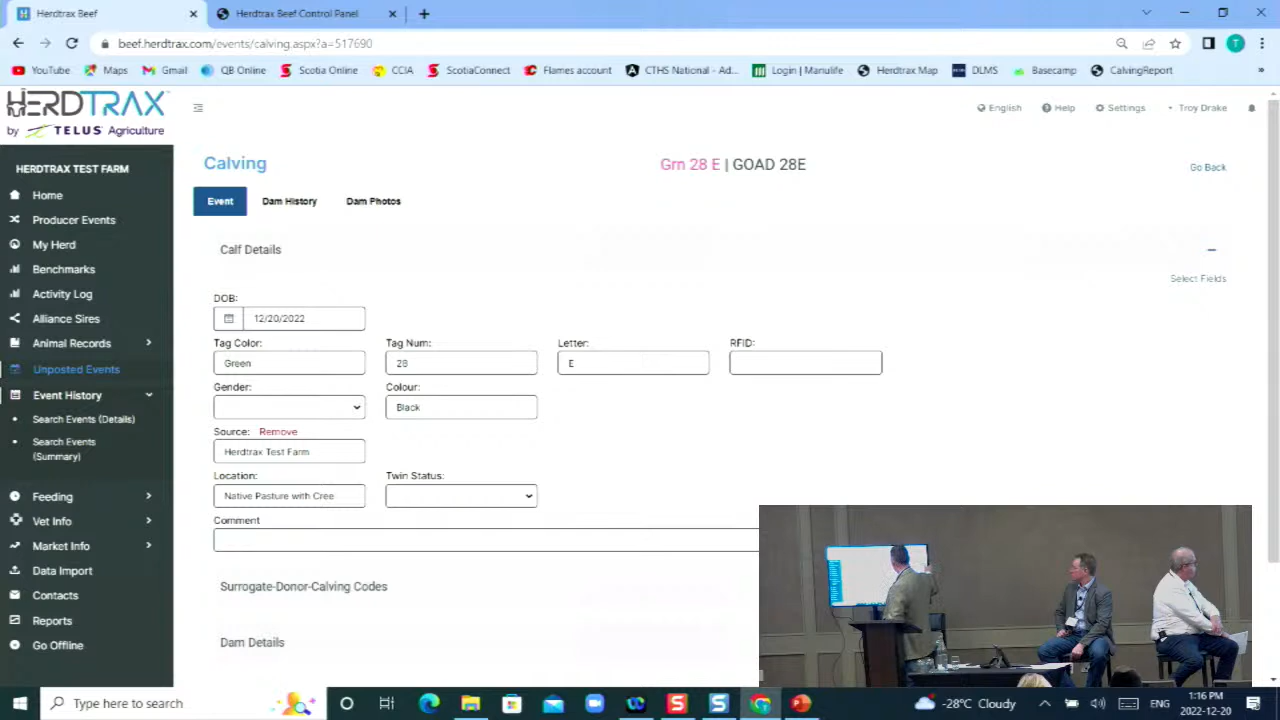 Herdtrax Beef
Herdtrax Beef Control Panel
beef.herdtrax.com/events/calving.aspx?a=517690
T
YouTube
Maps
Gmail
QB Online
Scotia Online
CCIA
ScotiaConnect
Flames account
CTHS National - Ad...
Login | Manulife
Herdtrax Map
DLMS
Basecamp
CalvingReport
HERDTRAX
by TELUS Agriculture
English
Help
Settings
Troy Drake
HERDTRAX TEST FARM
Home
Producer Events
My Herd
Benchmarks
Activity Log
Alliance Sires
Animal Records
Unposted Events
Event History
Search Events (Details)
Search Events
(Summary)
Feeding
Vet Info
Market Info
Data Import
Contacts
Reports
Go Offline
Calving
Grn 28 E | GOAD 28E
Go Back
Event
Dam History
Dam Photos
Calf Details
Select Fields
DOB:
12/20/2022
Tag Color:
Tag Num:
Letter:
RFID:
Green
28
E
Gender:
Colour:
Black
Source: Remove
Herdtrax Test Farm
Location:
Twin Status:
Native Pasture with Cree
Comment
Surrogate-Donor-Calving Codes
Dam Details
Type here to search
-28°C Cloudy
1:16 PM
2022-12-20